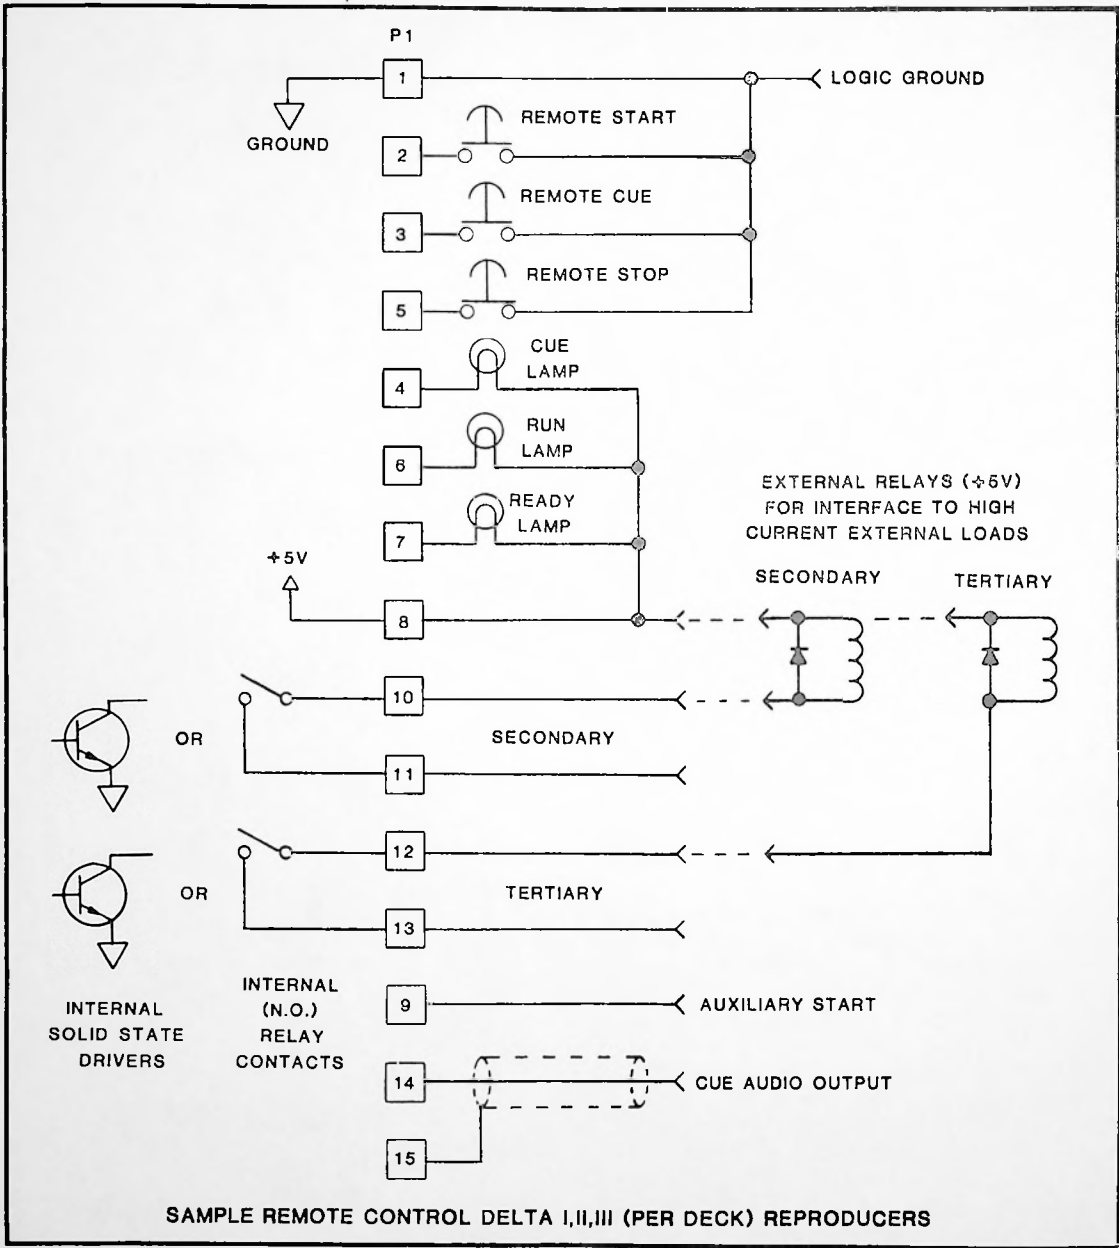 P1
1
LOGIC GROUND
GROUND
REMOTE START
2
REMOTE CUE
3
REMOTE STOP
5
CUE
LAMP
4
RUN
LAMP
6
READY
LAMP
7
EXTERNAL RELAYS (+5V)
FOR INTERFACE TO HIGH
CURRENT EXTERNAL LOADS
+5V
8
SECONDARY
TERTIARY
10
OR
SECONDARY
11
12
OR
TERTIARY
13
INTERNAL
SOLID STATE
DRIVERS
INTERNAL
(N.O.)
RELAY
CONTACTS
9
AUXILIARY START
14
CUE AUDIO OUTPUT
15
SAMPLE REMOTE CONTROL DELTA I,II,III (PER DECK) REPRODUCERS